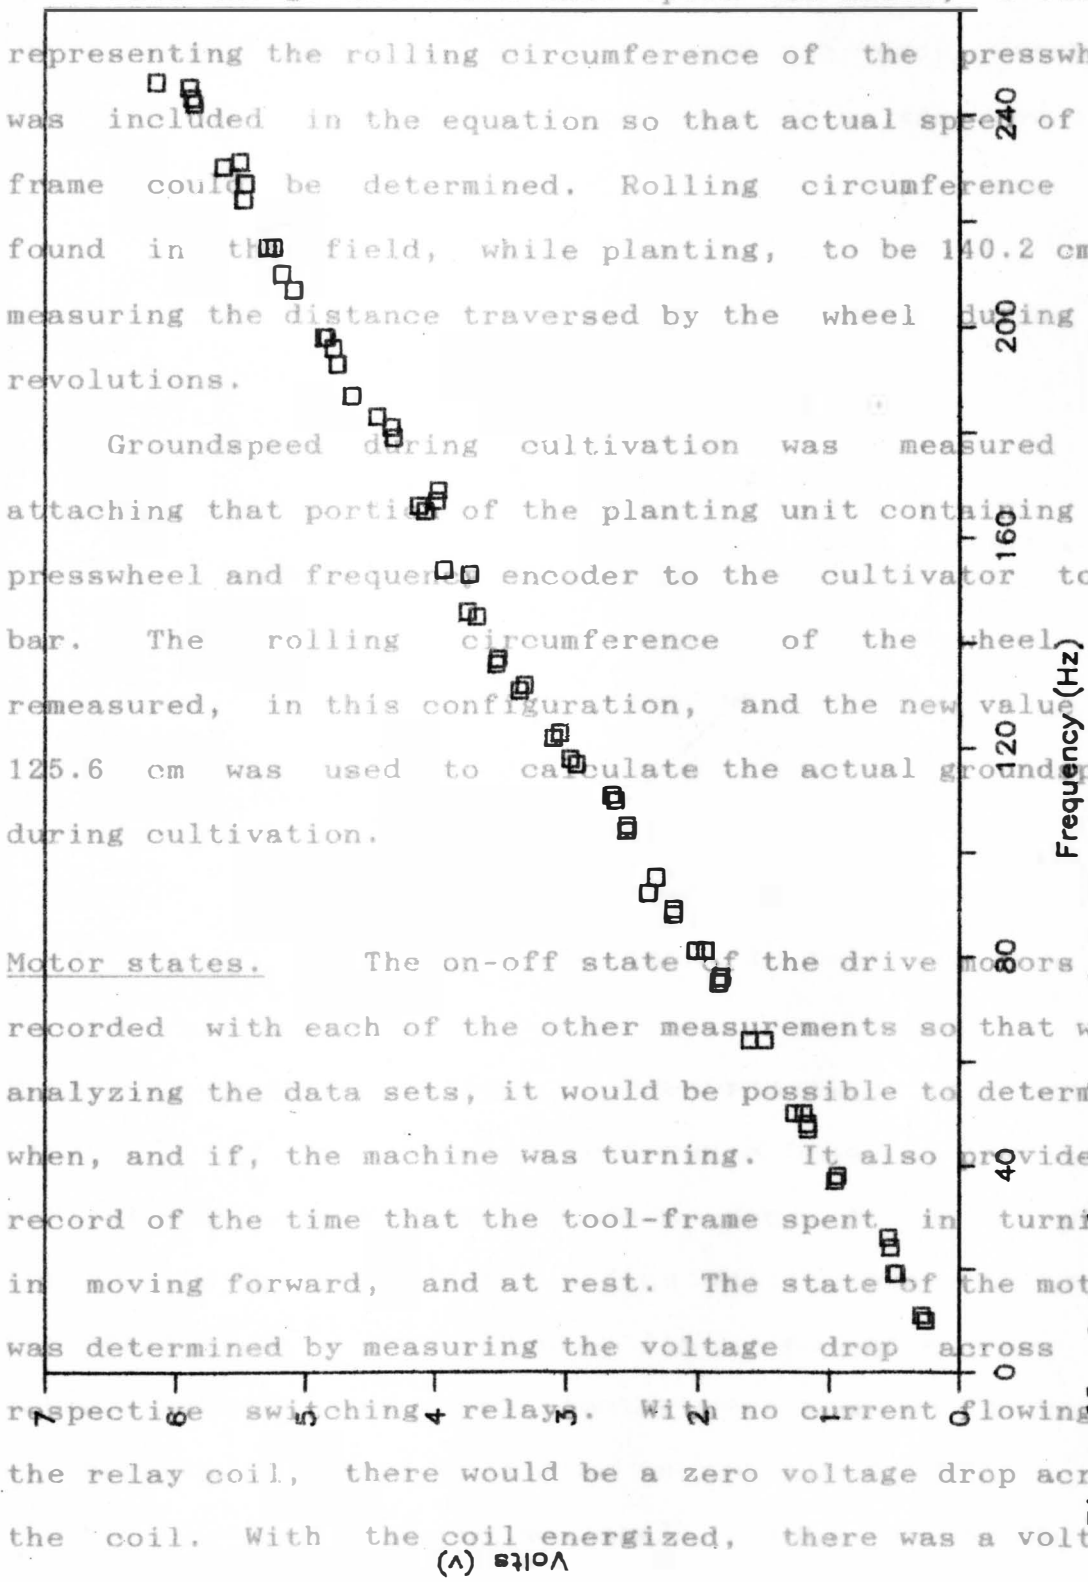 representing the rolling circumference of the presswh
was included in the equation so that actual speed of
frame could be determined. Rolling circumference
found in the field, while planting, to be 140.2 cm
measuring the distance traversed by the wheel during
revolutions.
Groundspeed during cultivation was measured
attaching that portion of the planting unit containing
presswheel and frequency encoder to the cultivator to
bar. The rolling circumference of the wheel
remeasured, in this configuration, and the new value
125.6 cm was used to calculate the actual groundsp
during cultivation.
Motor states. The on-off state of the drive motors
recorded with each of the other measurements so that w
analyzing the data sets, it would be possible to determ
when, and if, the machine was turning. It also provide
record of the time that the tool-frame spent in turni
in moving forward, and at rest. The state of the mot
was determined by measuring the voltage drop across
respective switching relays. With no current flowing
the relay coil, there would be a zero voltage drop acr
the coil. With the coil energized, there was a volt
Volts (v)
7
6
5
4
3
2
1
0
0
40
80
120
160
200
240
Frequency (Hz)